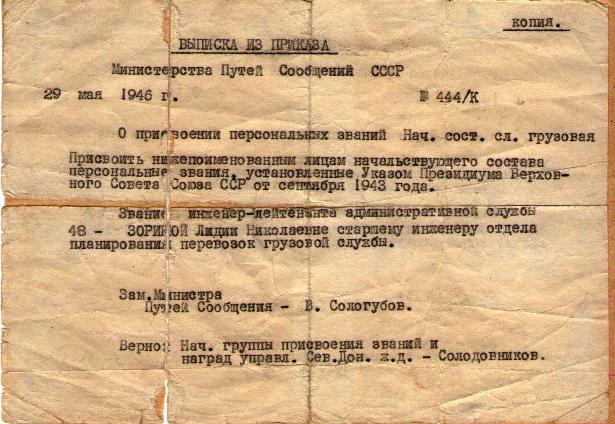 КОПИЯ.
ВЫПИСКА ИЗ ПРИКАЗА
Министерства Путей Сообщений СССР
29 мая 1946 г. № 444/К
О присвоении персональных званий Нач. сост. сл. грузовая
Присвоить нижепоименованным лицам начальствующего состава
персональные звания, установленные Указом Президиума Верхов-
ного Совета Союза ССР от сентября 1943 года.
Звание инженер-лейтенанта административной службы
48 - ЗОРИНОЙ Лидии Николаевне старшему инженеру отдела
планирования перевозок грузовой службы.
Зам.Министра
Путей Сообщения - В. Сологубов.
Верно: Нач. группы присвоения званий и
наград управл. Сев.Дон. ж.д. - Солодовников.